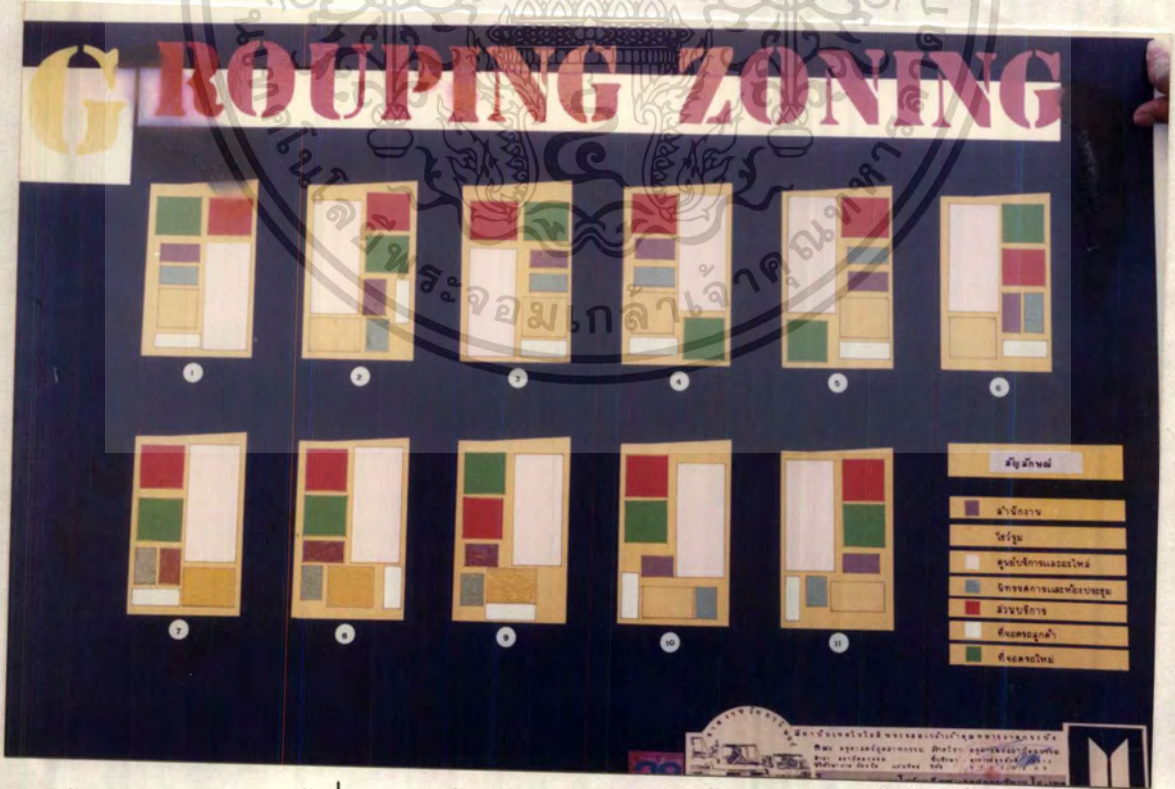 GROUPING ZONING
1
2
3
4
5
6
7
8
9
10
11
สัญลักษณ์
สำนักงาน
โชว์รูม
ศูนย์บริการและอะไหล่
นิทรรศการและห้องประชุม
ส่วนบริการ
ที่จอดรถลูกค้า
ที่จอดรถใหม่